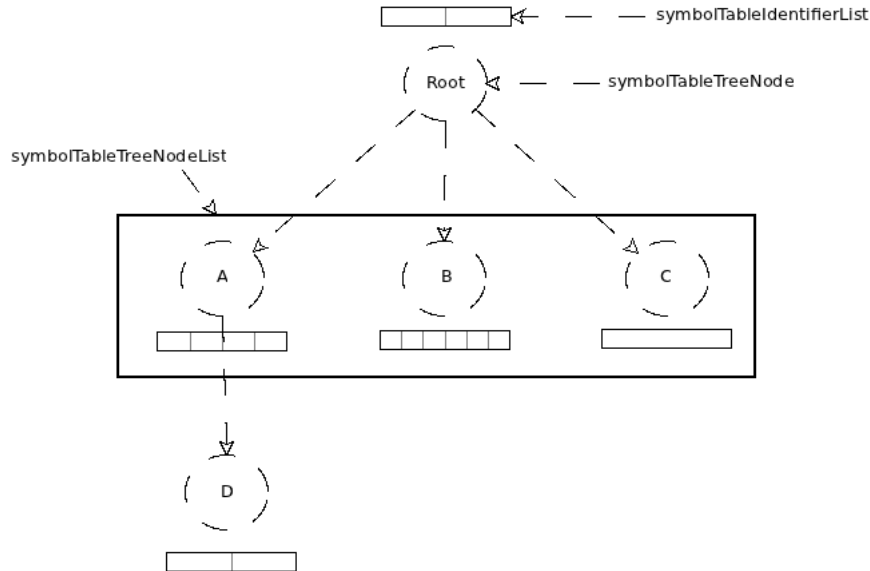 symbolTableIdentifierList
Root
symbolTableTreeNode
symbolTableTreeNodeList
A
B
C
D